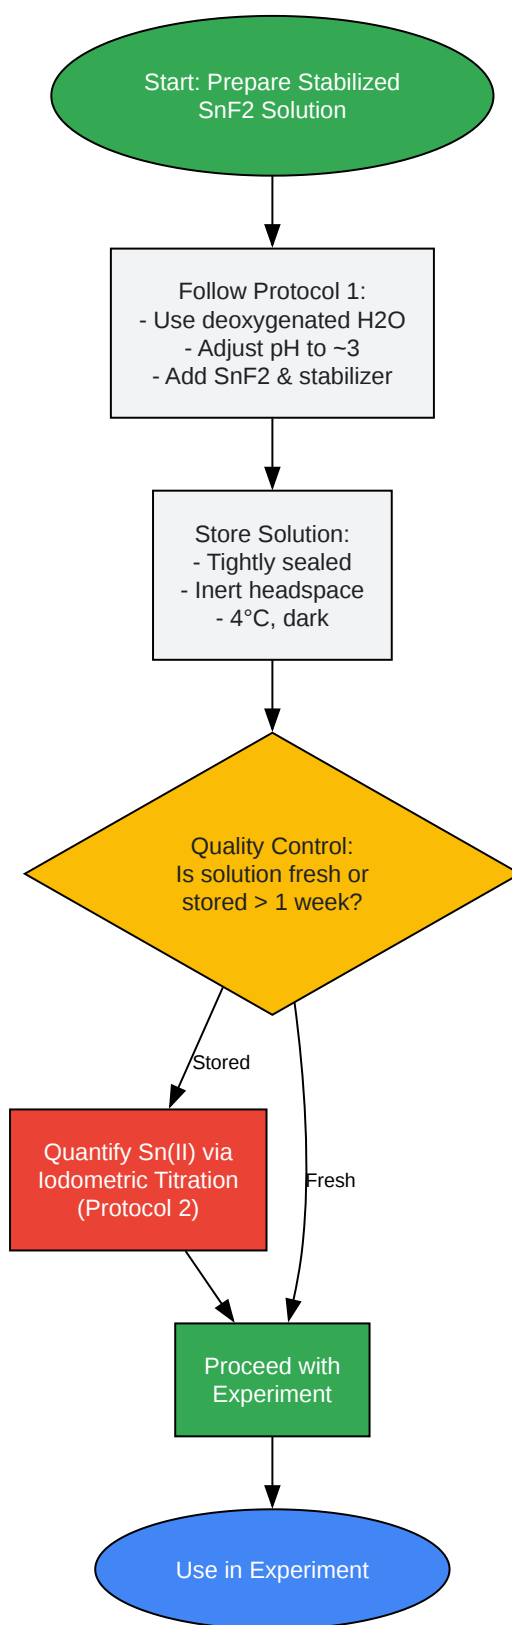 Start: Prepare Stabilized
SnF2 Solution
Follow Protocol 1:
- Use deoxygenated H2O
- Adjust pH to ~3
- Add SnF2 & stabilizer
Store Solution:
- Tightly sealed
- Inert headspace
- 4°C, dark
Quality Control:
Is solution fresh or
stored > 1 week?
Stored
Quantify Sn(II) via
Iodometric Titration
(Protocol 2)
Fresh
Proceed with
Experiment
Use in Experiment